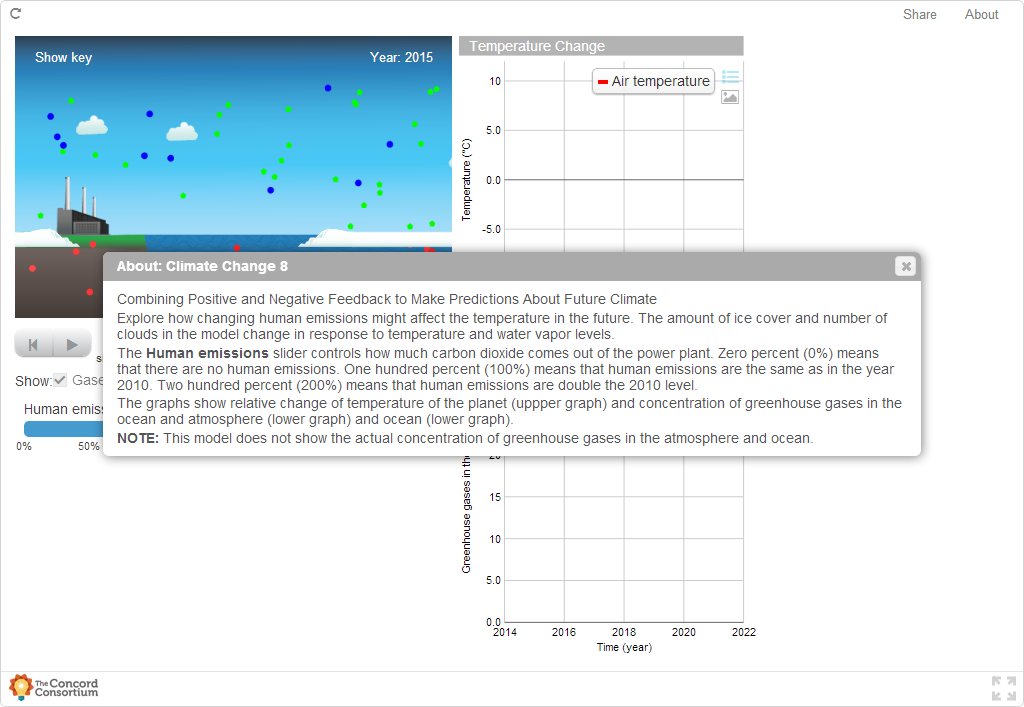 Share
About
Show key
Year: 2015
Temperature Change
Air temperature
10
5.0
0.0
-5.0
Temperature (°C)
About: Climate Change 8
Combining Positive and Negative Feedback to Make Predictions About Future Climate
Explore how changing human emissions might affect the temperature in the future. The amount of ice cover and number of
clouds in the model change in response to temperature and water vapor levels.
The Human emissions slider controls how much carbon dioxide comes out of the power plant. Zero percent (0%) means
that there are no human emissions. One hundred percent (100%) means that human emissions are the same as in the year
2010. Two hundred percent (200%) means that human emissions are double the 2010 level.
The graphs show relative change of temperature of the planet (uppper graph) and concentration of greenhouse gases in the
ocean and atmosphere (lower graph) and ocean (lower graph).
NOTE: This model does not show the actual concentration of greenhouse gases in the atmosphere and ocean.
Show:
Gase
Human emis
0%
50%
20
15
10
5.0
0.0
Greenhouse gases in the
2014
2016
2018
2020
2022
Time (year)
The Concord
Consortium